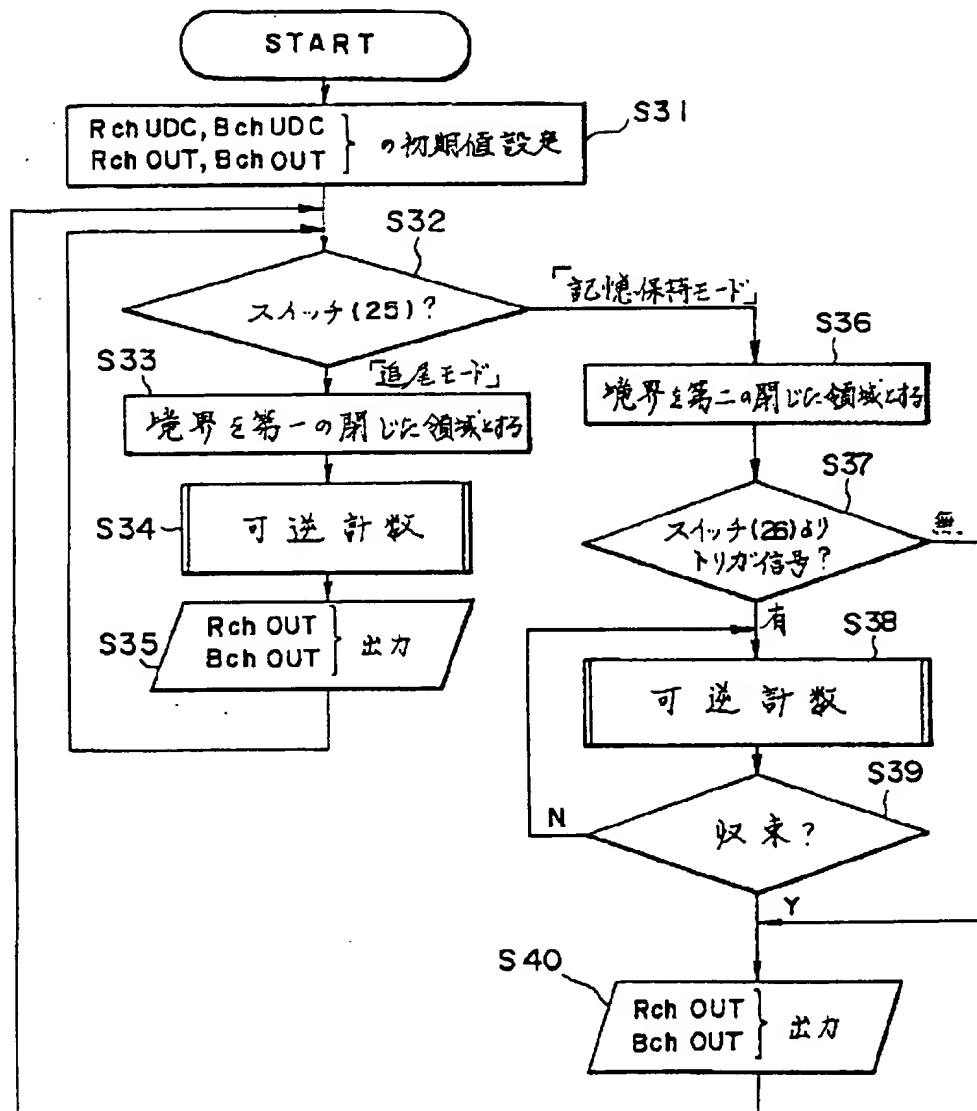 START
Rch UDC, Bch UDC
Rch OUT, Bch OUT
の初期値設定
S31
S32
スイッチ(25)?
「記憶保持モード」
S33
「追尾モード」
境界を第一の閉じた領域とする
S34
可逆計数
S35
Rch OUT
Bch OUT
出力
S36
境界を第二の閉じた領域とする
S37
スイッチ(26)より
トリガ信号?
無
有
S38
可逆計数
S39
収束?
N
Y
S40
Rch OUT
Bch OUT
出力